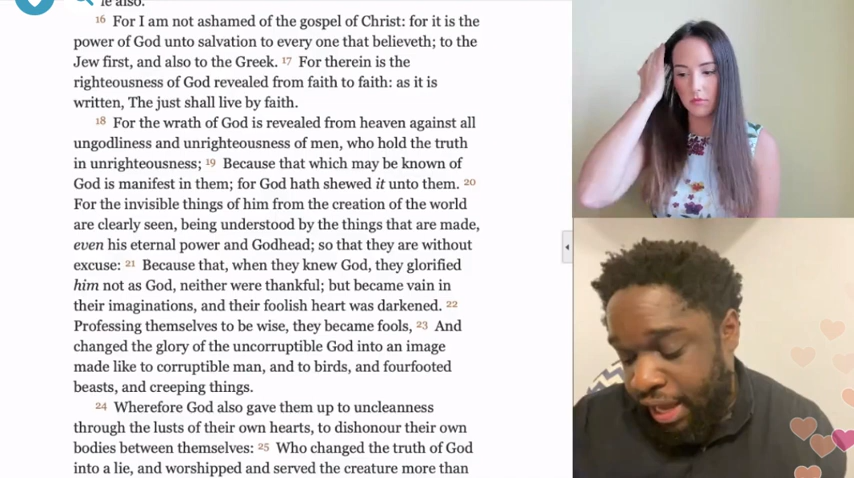 le also.
16 For I am not ashamed of the gospel of Christ: for it is the
power of God unto salvation to every one that believeth; to the
Jew first, and also to the Greek. 17 For therein is the
righteousness of God revealed from faith to faith: as it is
written, The just shall live by faith.
18 For the wrath of God is revealed from heaven against all
ungodliness and unrighteousness of men, who hold the truth
in unrighteousness; 19 Because that which may be known of
God is manifest in them; for God hath shewed it unto them. 20
For the invisible things of him from the creation of the world
are clearly seen, being understood by the things that are made,
even his eternal power and Godhead; so that they are without
excuse: 21 Because that, when they knew God, they glorified
him not as God, neither were thankful; but became vain in
their imaginations, and their foolish heart was darkened. 22
Professing themselves to be wise, they became fools, 23 And
changed the glory of the uncorruptible God into an image
made like to corruptible man, and to birds, and fourfooted
beasts, and creeping things.
24 Wherefore God also gave them up to uncleanness
through the lusts of their own hearts, to dishonour their own
bodies between themselves: 25 Who changed the truth of God
into a lie, and worshipped and served the creature more than